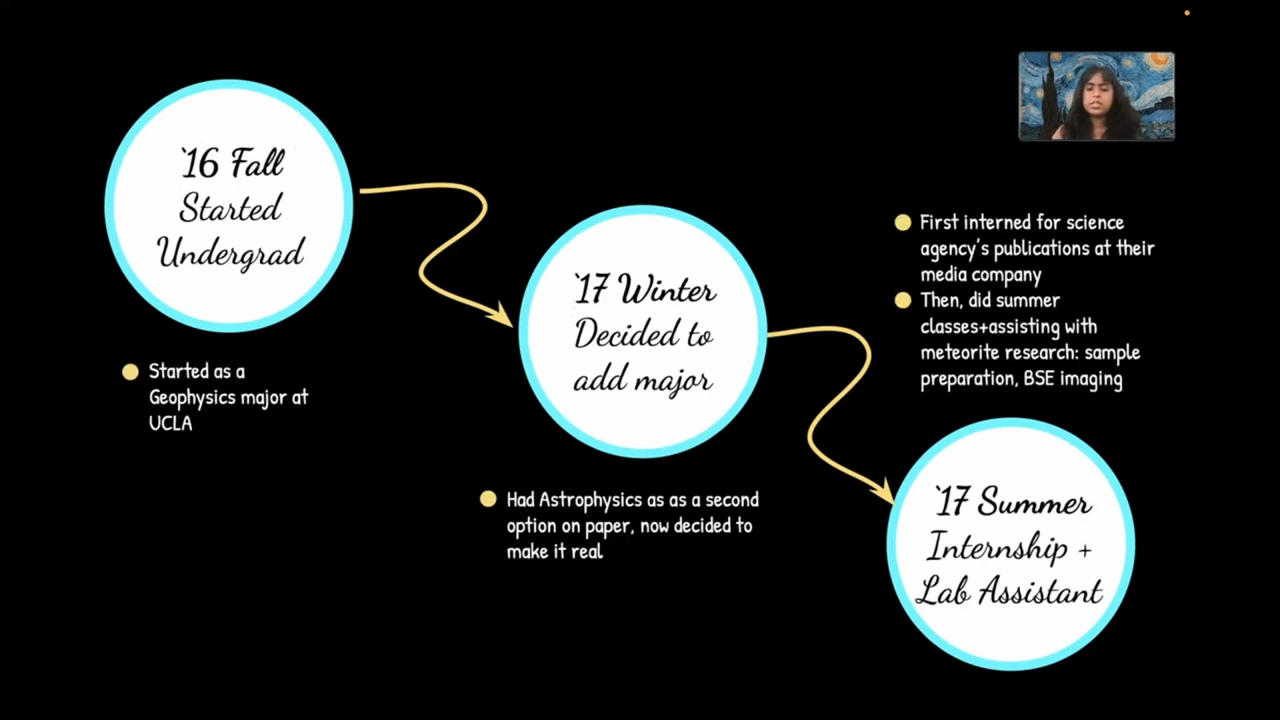 `16 Fall
Started
Undergrad
Started as a
Geophysics major at
UCLA
`17 Winter
Decided to
add major
Had Astrophysics as as a second
option on paper, now decided to
make it real
First interned for science
agency's publications at their
media company
Then, did summer
classes+assisting with
meteorite research: sample
preparation, BSE imaging
`17 Summer
Internship +
Lab Assistant